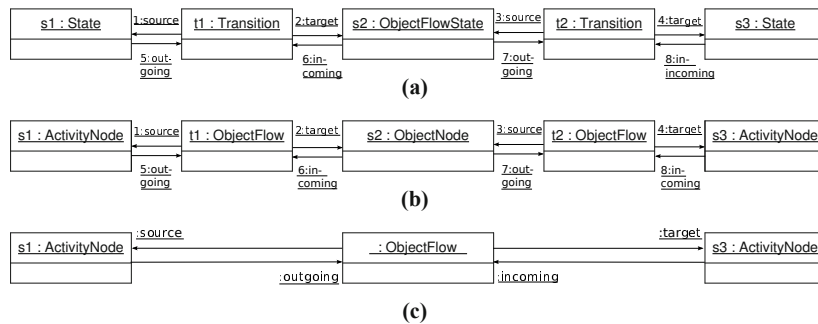 s1 : State
1:source
5:out-
going
t1 : Transition
2:target
6:in-
coming
s2 : ObjectFlowState
3:source
7:out-
going
t2 : Transition
4:target
8:in-
incoming
s3 : State
(a)
s1 : ActivityNode
1:source
5:out-
going
t1 : ObjectFlow
2:target
6:in-
coming
s2 : ObjectNode
3:source
7:out-
going
t2 : ObjectFlow
4:target
8:in-
coming
s3 : ActivityNode
(b)
s1 : ActivityNode
:source
:outgoing
: ObjectFlow
:target
:incoming
s3 : ActivityNode
(c)